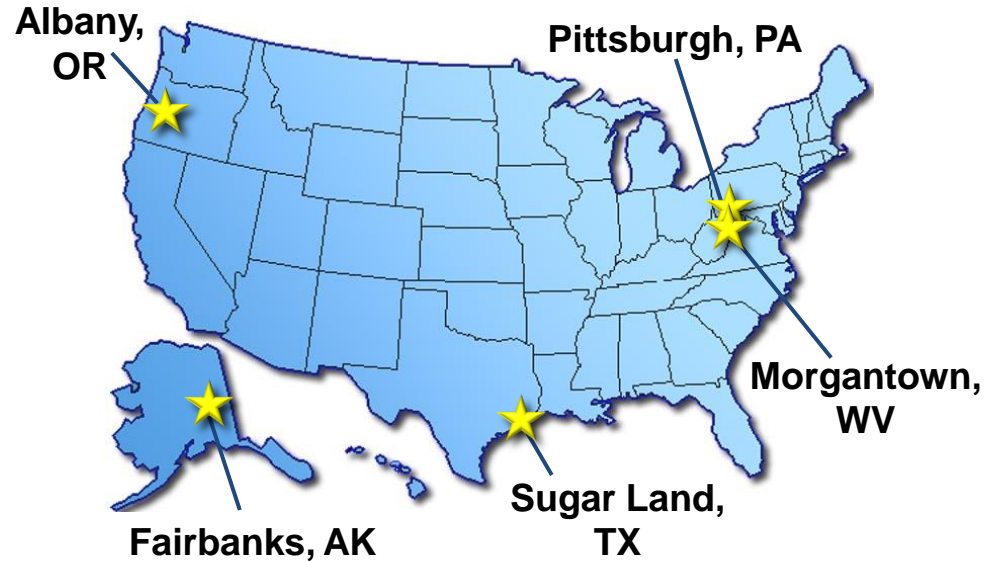 Albany,
OR
Pittsburgh, PA
Morgantown,
WV
Sugar Land,
TX
Fairbanks, AK